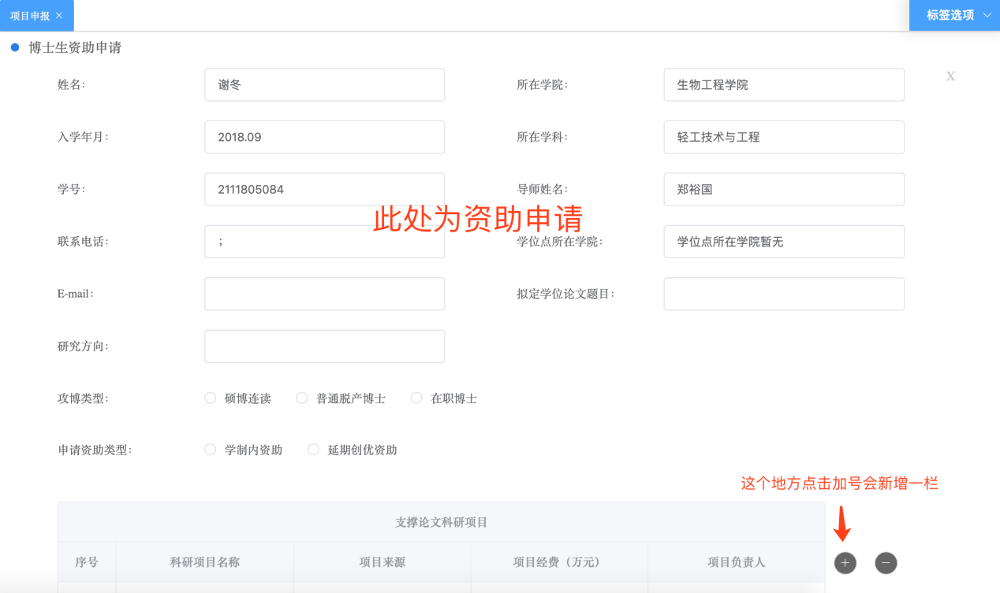 项目申报 ×
标签选项
博士生资助申请
姓名: 谢冬 所在学院: 生物工程学院 X
入学年月: 2018.09 所在学科: 轻工技术与工程
学号: 2111805084 导师姓名: 郑裕国
此处为资助申请
联系电话: ; 学位点所在学院: 学位点所在学院暂无
E-mail: 拟定学位论文题目:
研究方向:
攻博类型: 硕博连读 普通脱产博士 在职博士
申请资助类型: 学制内资助 延期创优资助
这个地方点击加号会新增一栏
支撑论文科研项目
序号 科研项目名称 项目来源 项目经费（万元） 项目负责人 + −